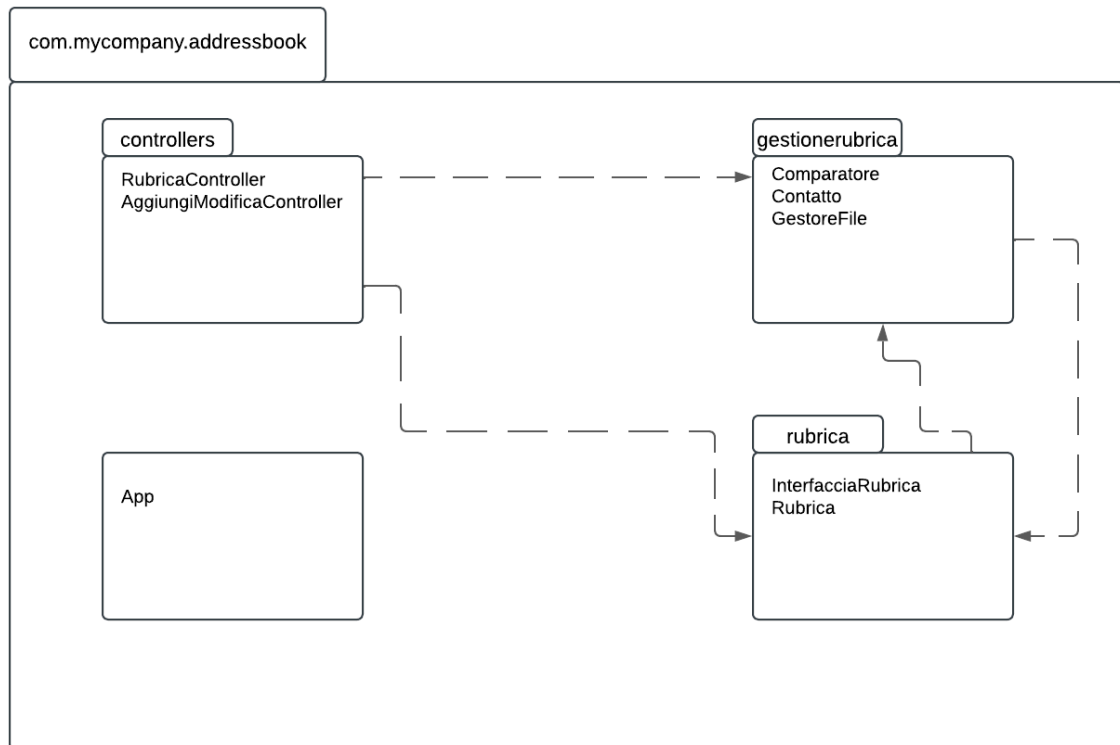 com.mycompany.addressbook
controllers
RubricaController
AggiungiModificaController
gestionerubrica
Comparatore
Contatto
GestoreFile
App
rubrica
InterfacciaRubrica
Rubrica